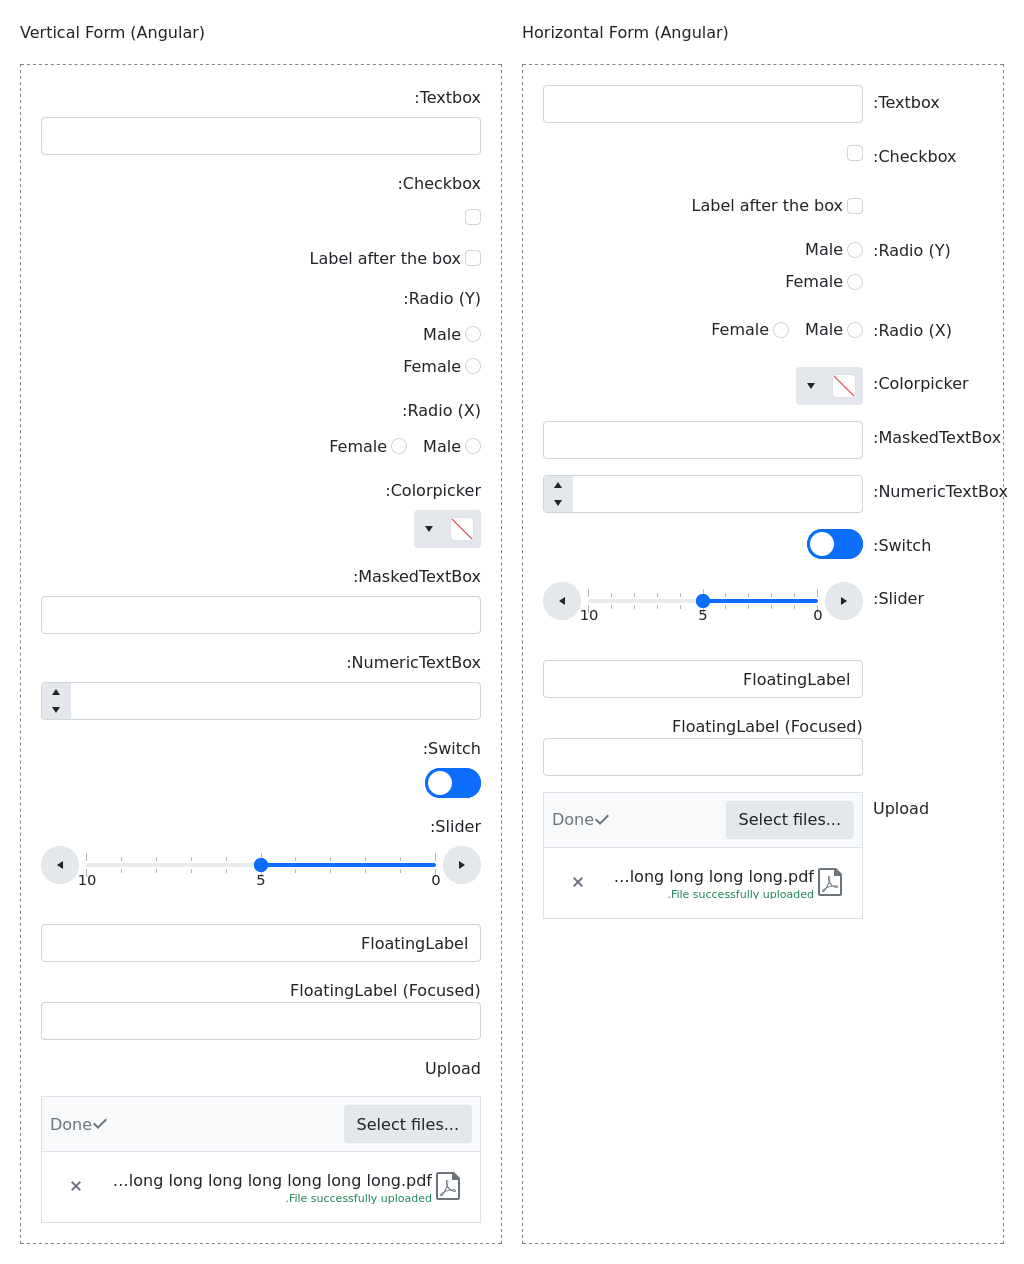 Vertical Form (Angular)
:Textbox
:Checkbox
Label after the box
:Radio (Y)
Male
Female
:Radio (X)
Female Male
:Colorpicker
:MaskedTextBox
:NumericTextBox
:Switch
:Slider
10 5 0
FloatingLabel
FloatingLabel (Focused)
Upload
Done Select files...
...long long long long long long long.pdf
.File successfully uploaded
Horizontal Form (Angular)
:Textbox
:Checkbox
Label after the box
Male :Radio (Y)
Female
Female Male :Radio (X)
:Colorpicker
:MaskedTextBox
:NumericTextBox
:Switch
:Slider
10 5 0
FloatingLabel
FloatingLabel (Focused)
Upload
Done Select files...
...long long long long.pdf
.File successfully uploaded